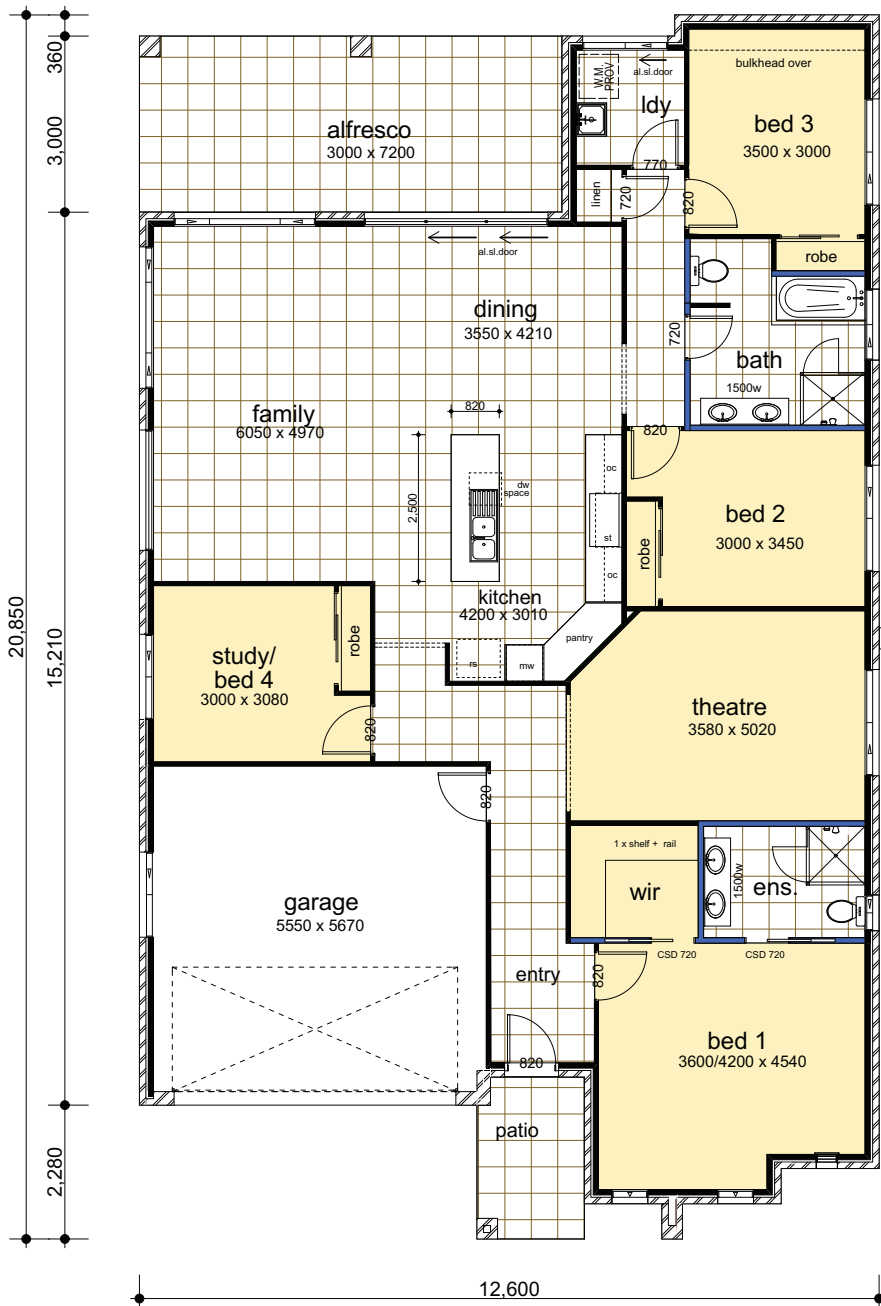 360
3,000
15,210
20,850
2,280
12,600
alfresco
3000 x 7200
W.M.
PROV
al.sl.door
ldy
770
linen
720
bulkhead over
bed 3
3500 x 3000
820
robe
al.sl.door
dining
3550 x 4210
720
bath
1500w
family
6050 x 4970
820
2,500
dw
space
oc
st
oc
820
bed 2
3000 x 3450
robe
kitchen
4200 x 3010
pantry
rs
mw
study/
bed 4
3000 x 3080
robe
820
theatre
3580 x 5020
820
garage
5550 x 5670
1 x shelf + rail
wir
1500w
ens.
CSD 720
CSD 720
entry
820
820
bed 1
3600/4200 x 4540
patio